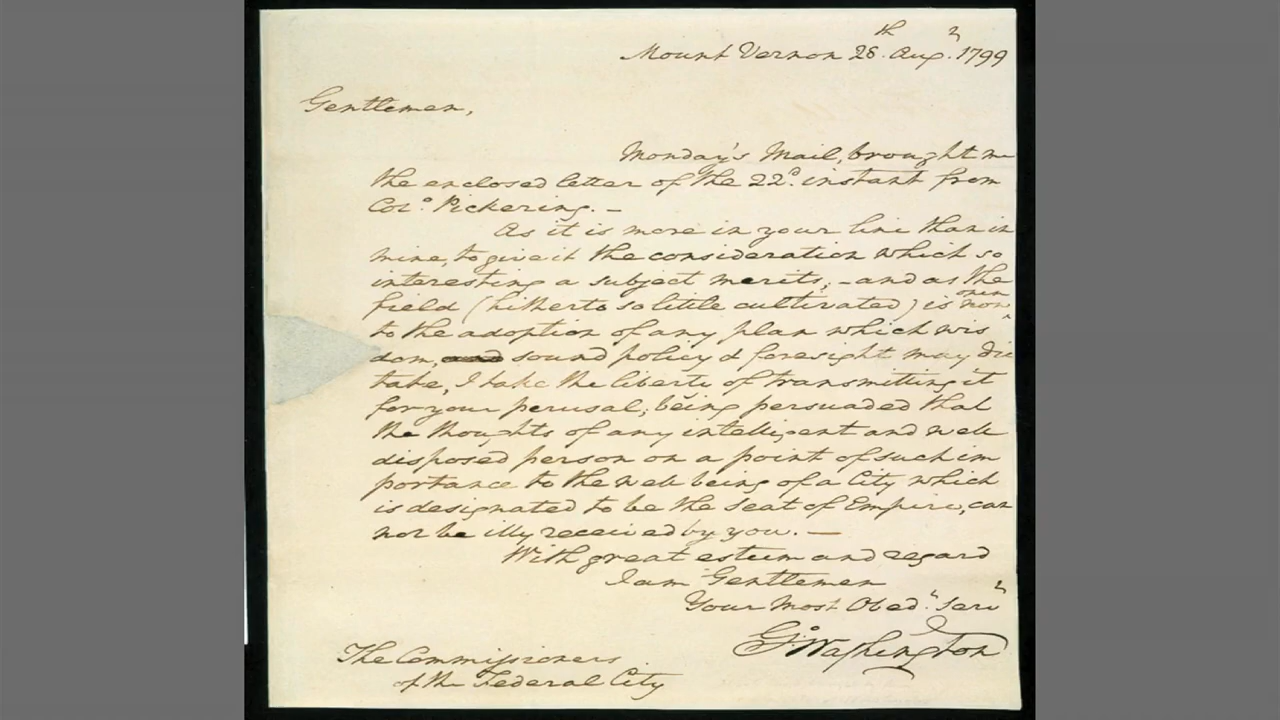 Mount Vernon 28th. Augt. 1799
Gentlemen,
Monday's Mail, brought me
the enclosed letter of the 22d. instant from
Colo. Pickering. —
As it is more in your line than in
mine, to give it the consideration which so
interesting a subject merits; - and as the
field (hitherto so little cultivated) is open
now
to the adoption of any plan which wis
dom, and sound policy & foresight may dic
tate, I take the liberty of transmitting it
for your perusal; being persuaded that
the thoughts of any intelligent and well
disposed person on a point of such im
portance to the well being of a City which
is designated to be the Seat of Empire, can
not be illy received by you. —
With great esteem and regard
I am Gentlemen
Your Most Obedt. Servt
Go. Washington
The Commissioners
of the Federal City